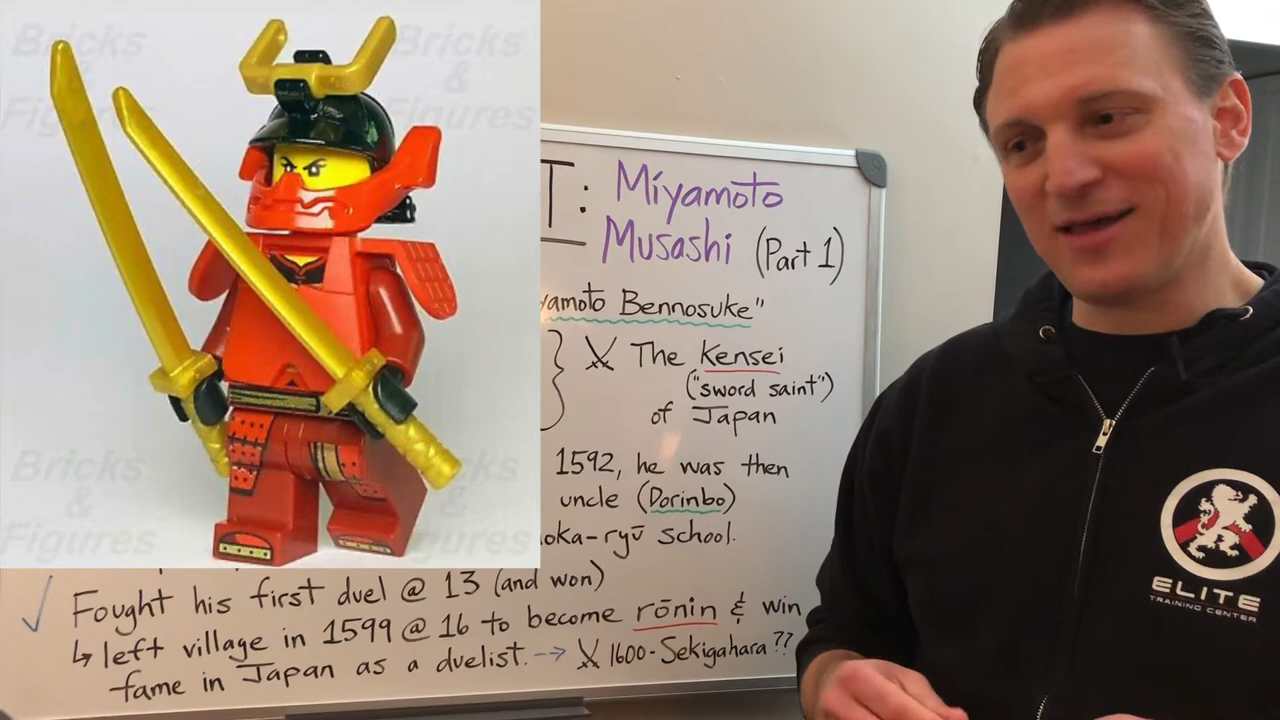 Bricks
&
Figures
Bricks
&
Figures
Bricks
&
Figures
Bricks
&
Figures
T: Miyamoto
Musashi (Part 1)
yamoto Bennosuke"
The Kensei
("sword saint")
of Japan
1592, he was then
uncle (Dorinbo)
oka-ryū school.
Fought his first duel @ 13 (and won)
↳ left village in 1599 @ 16 to become rōnin & win
fame in Japan as a duelist. --> 1600-Sekigahara??
ELITE
TRAINING CENTER